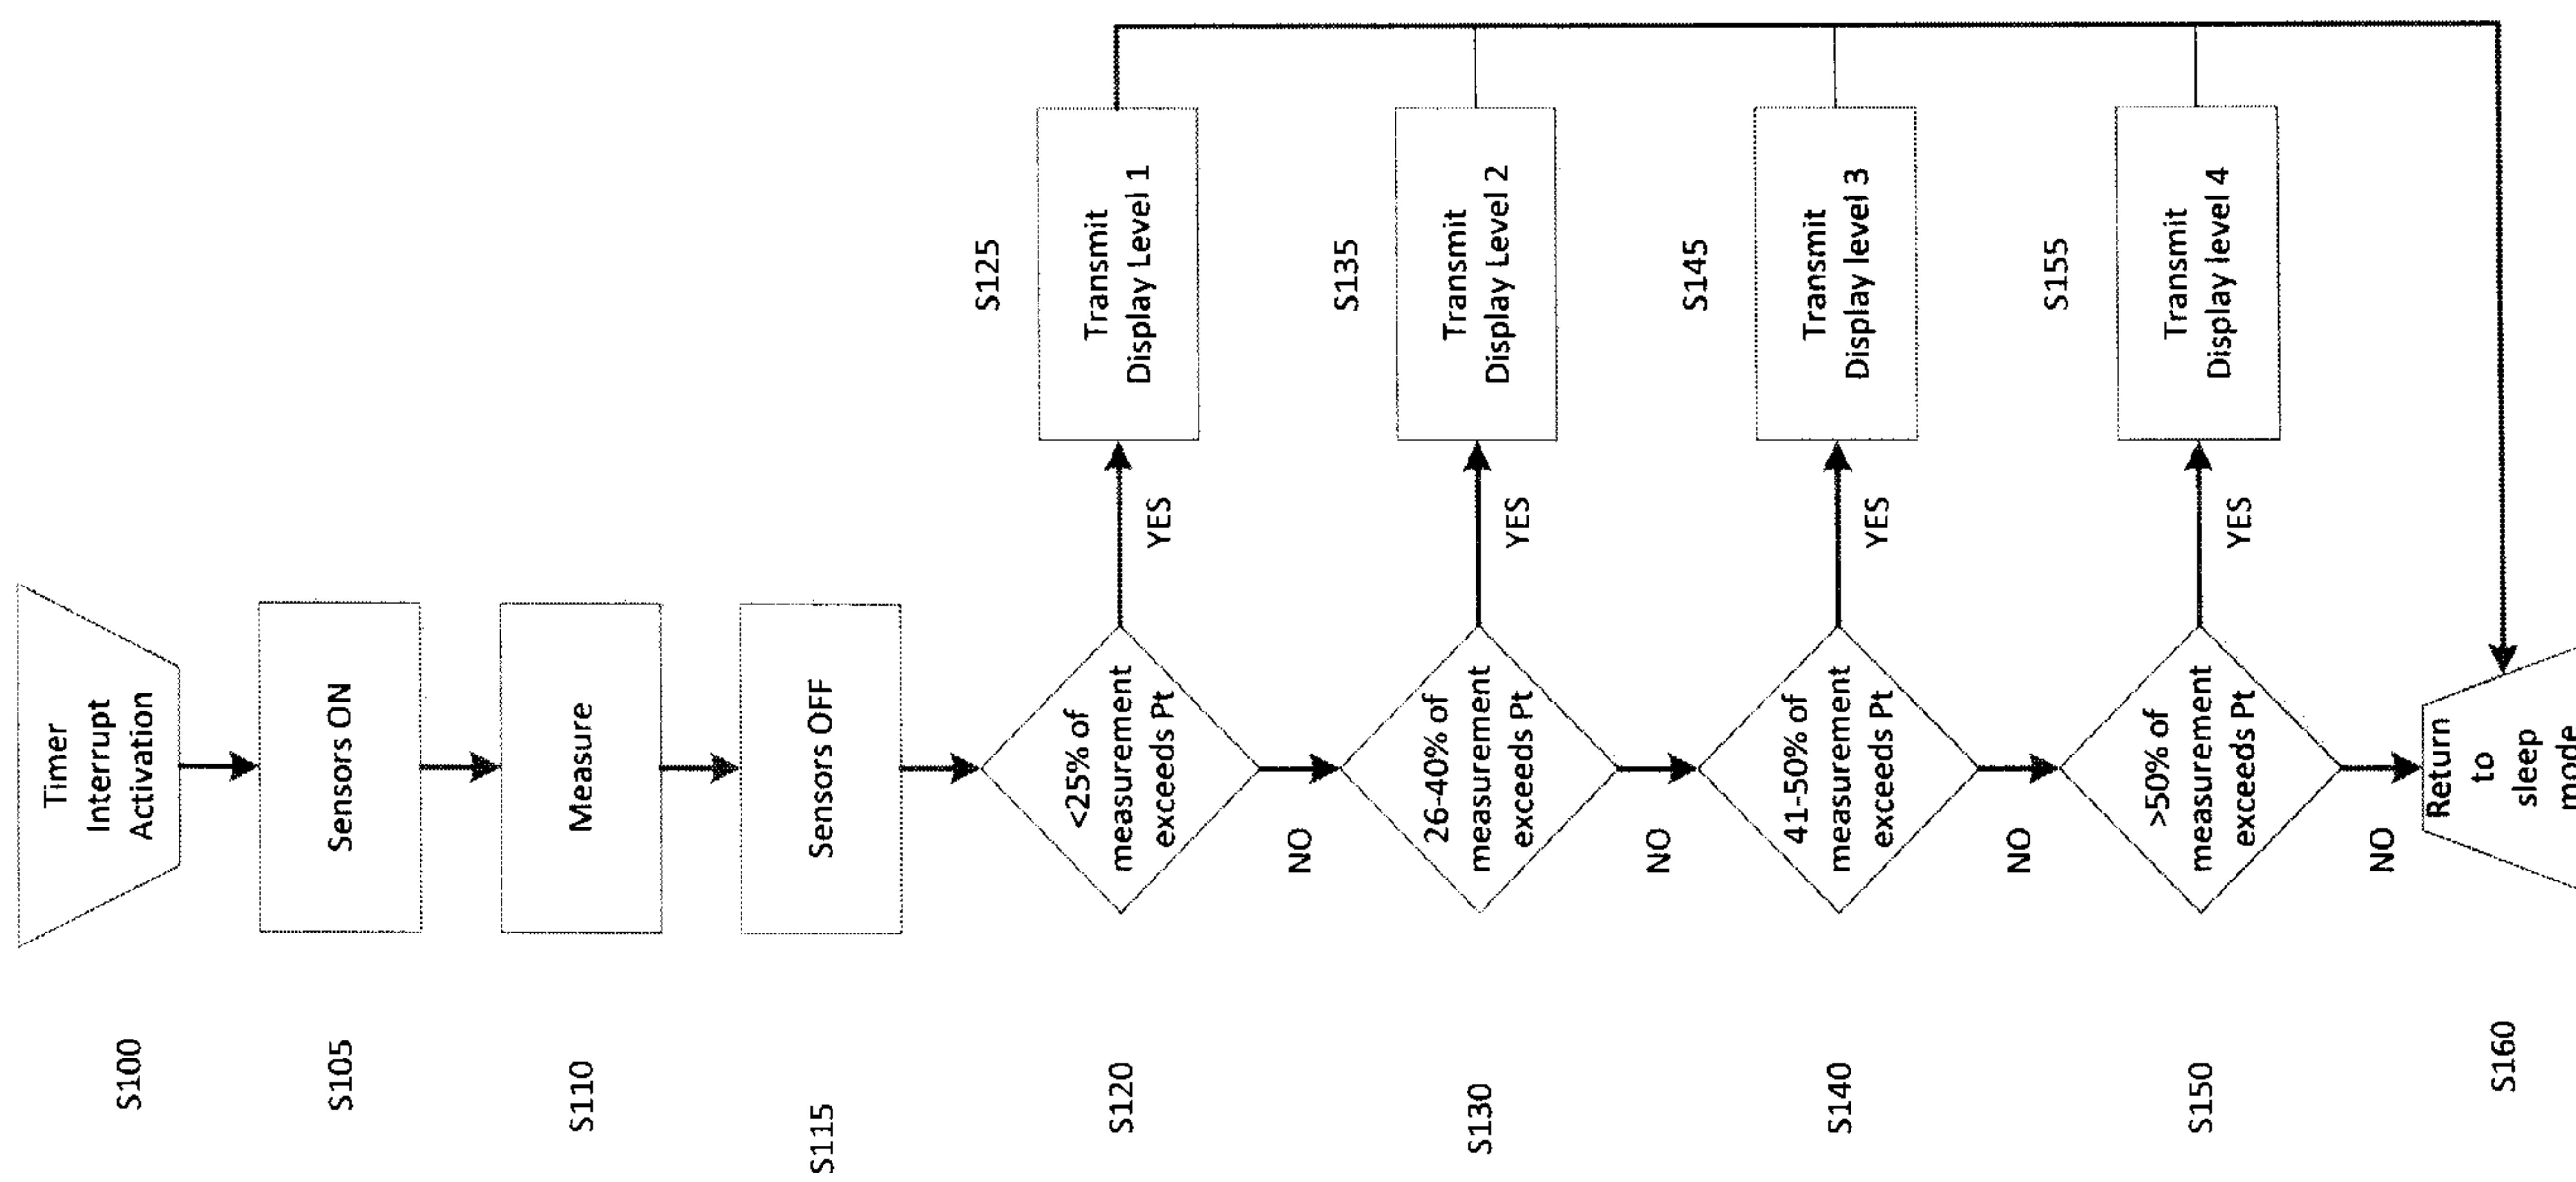 S100
Timer
Interrupt
Activation
S105
Sensors ON
S110
Measure
S115
Sensors OFF
S120
<25% of
measurement
exceeds Pt
YES
S125
Transmit
Display Level 1
NO
S130
26-40% of
measurement
exceeds Pt
YES
S135
Transmit
Display Level 2
NO
S140
41-50% of
measurement
exceeds Pt
YES
S145
Transmit
Display level 3
NO
S150
>50% of
measurement
exceeds Pt
YES
S155
Transmit
Display level 4
NO
S160
Return
to
sleep
mode